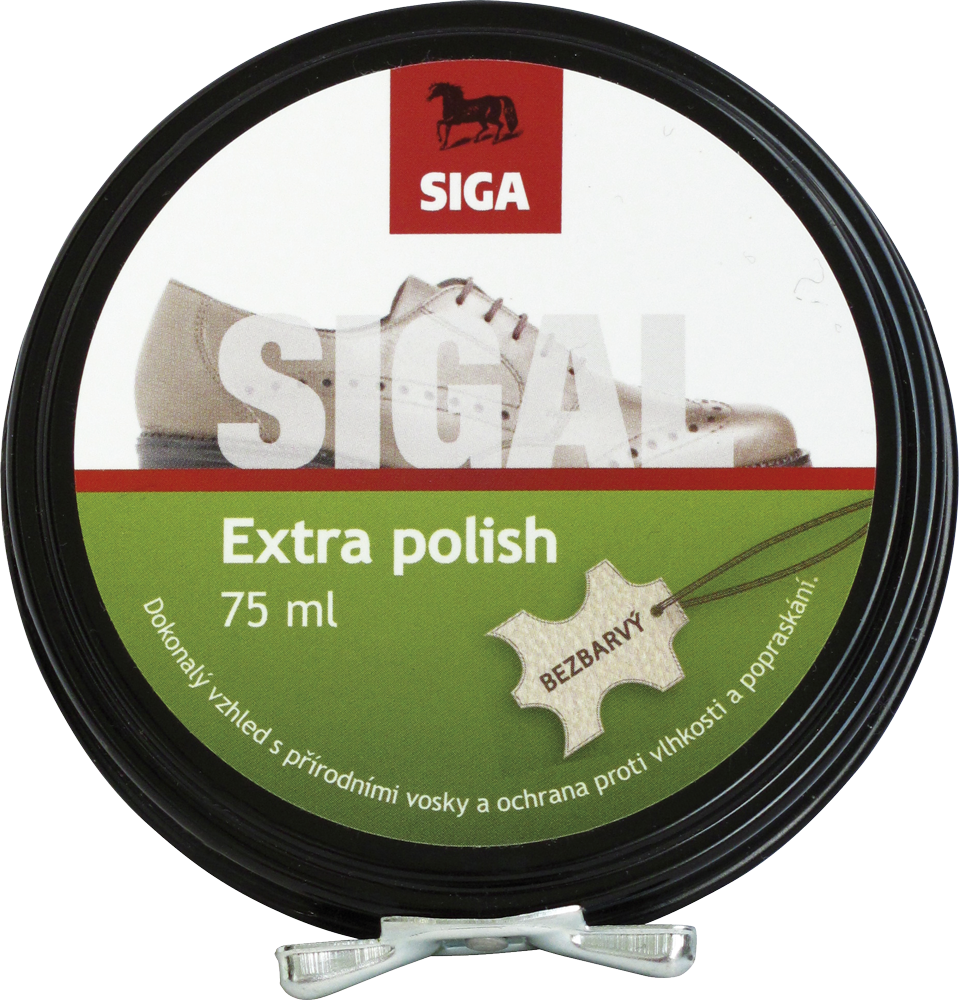 SIGA
SIGAL
Extra polish
75 ml
BEZBARVÝ
Dokonalý vzhled s přírodními vosky a ochrana proti vlhkosti a popraskání.